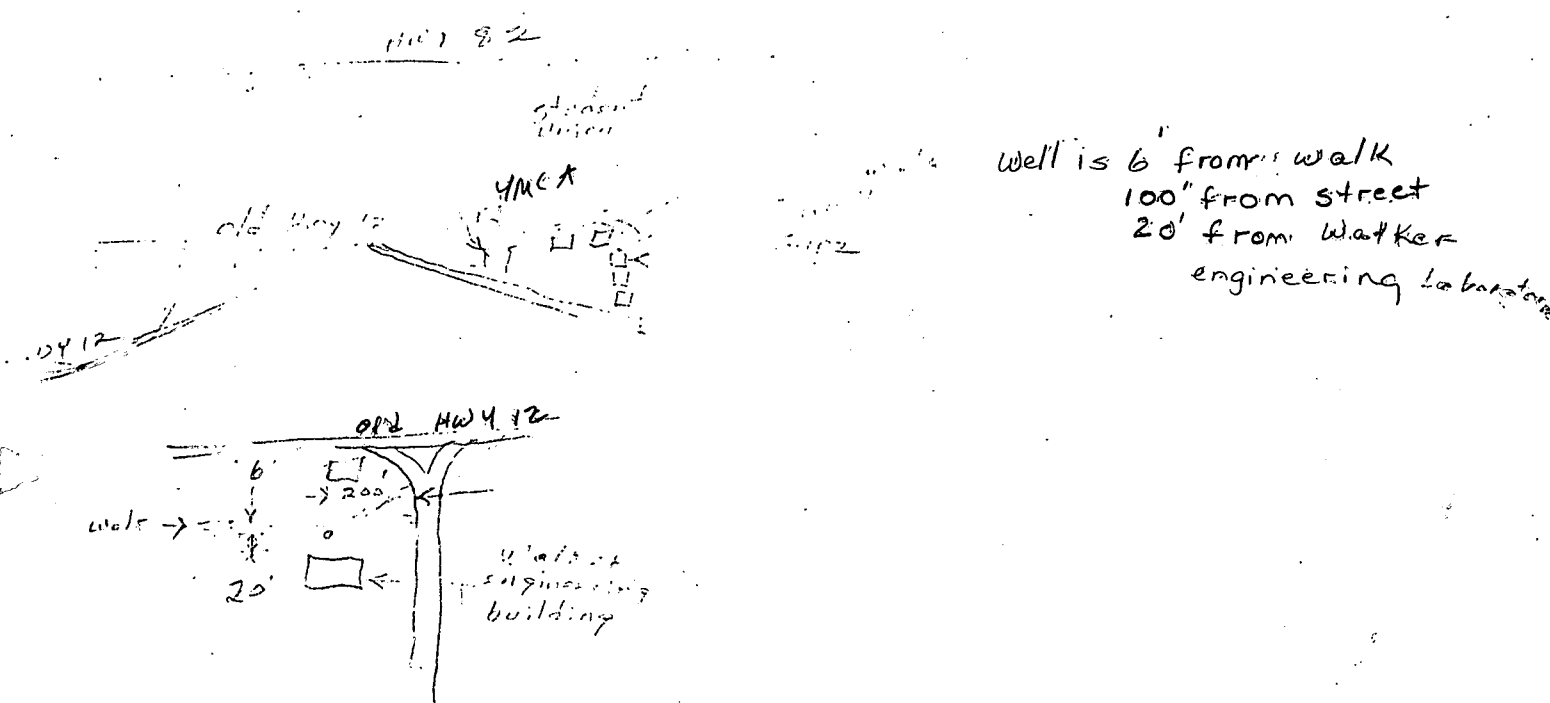 HWY 82
student
Union
YMCA
old Hwy 12
Well is 6' from walk
100" from street
20' from Walker
engineering Laboratory
12
old HWY 12
6'
200'
walk
20'
Walker
engineering
building